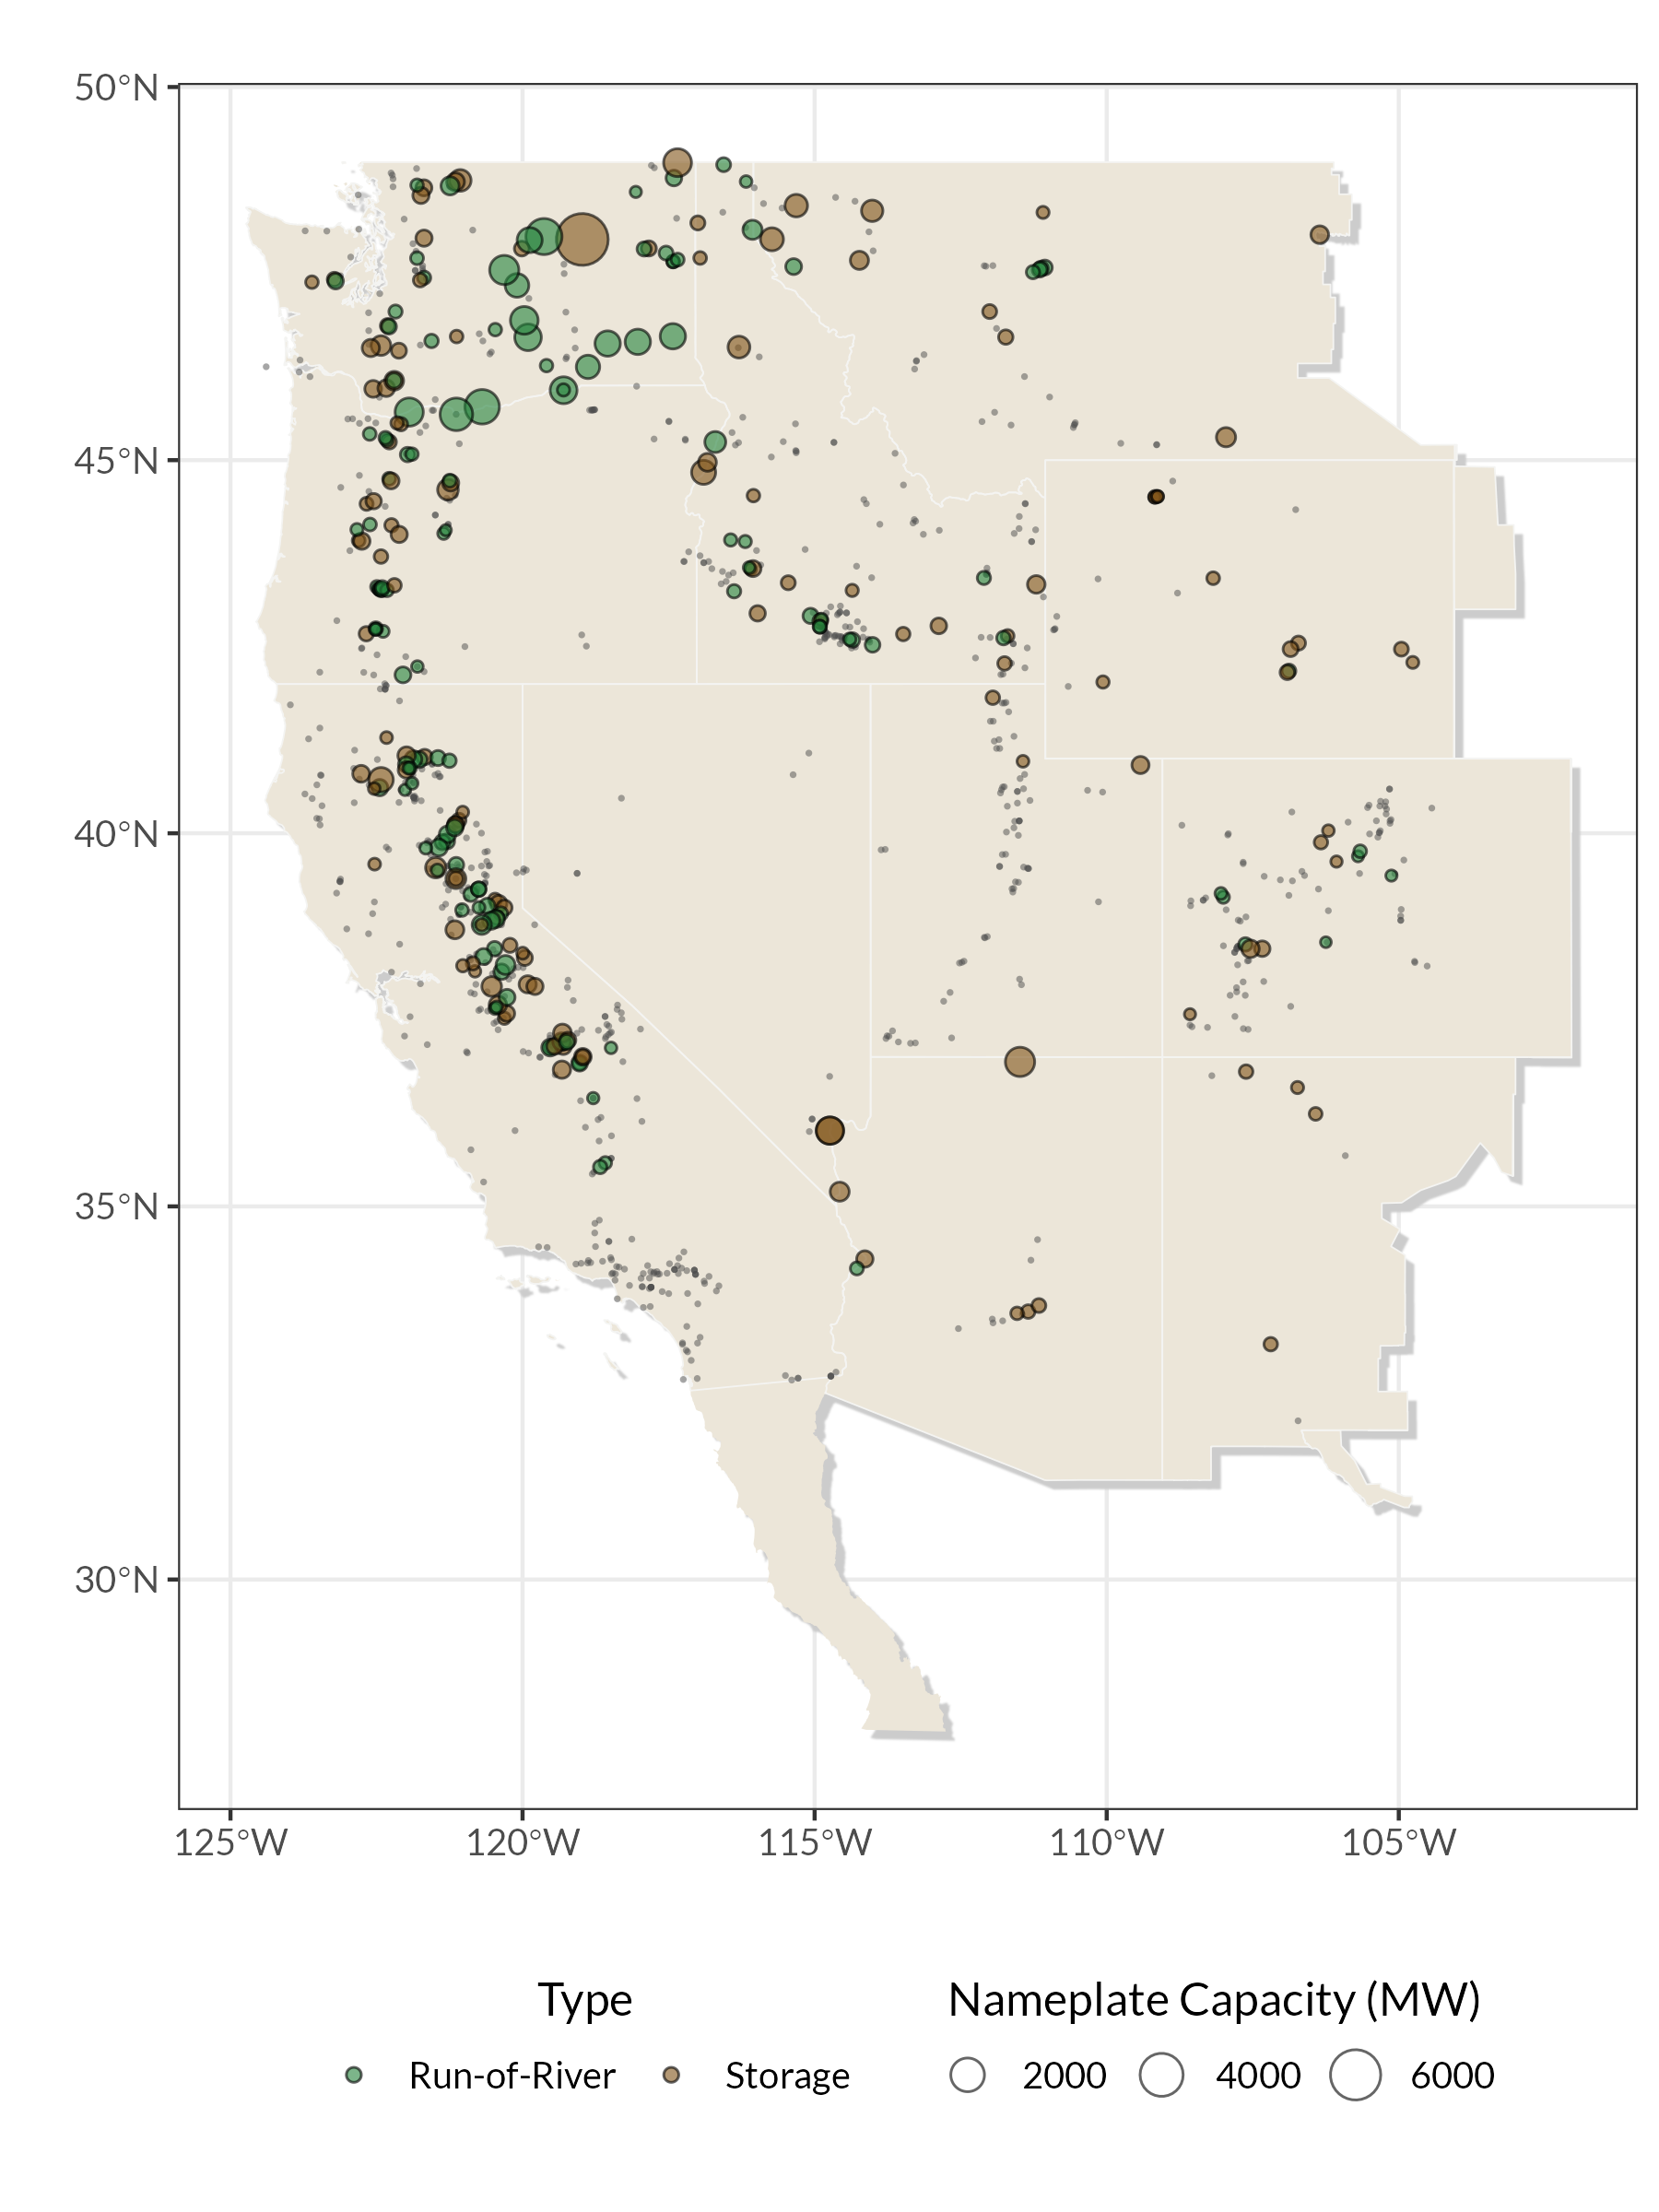 50°N
45°N
40°N
35°N
30°N
125°W 120°W 115°W 110°W 105°W
Type Nameplate Capacity (MW)
Run-of-River Storage 2000 4000 6000